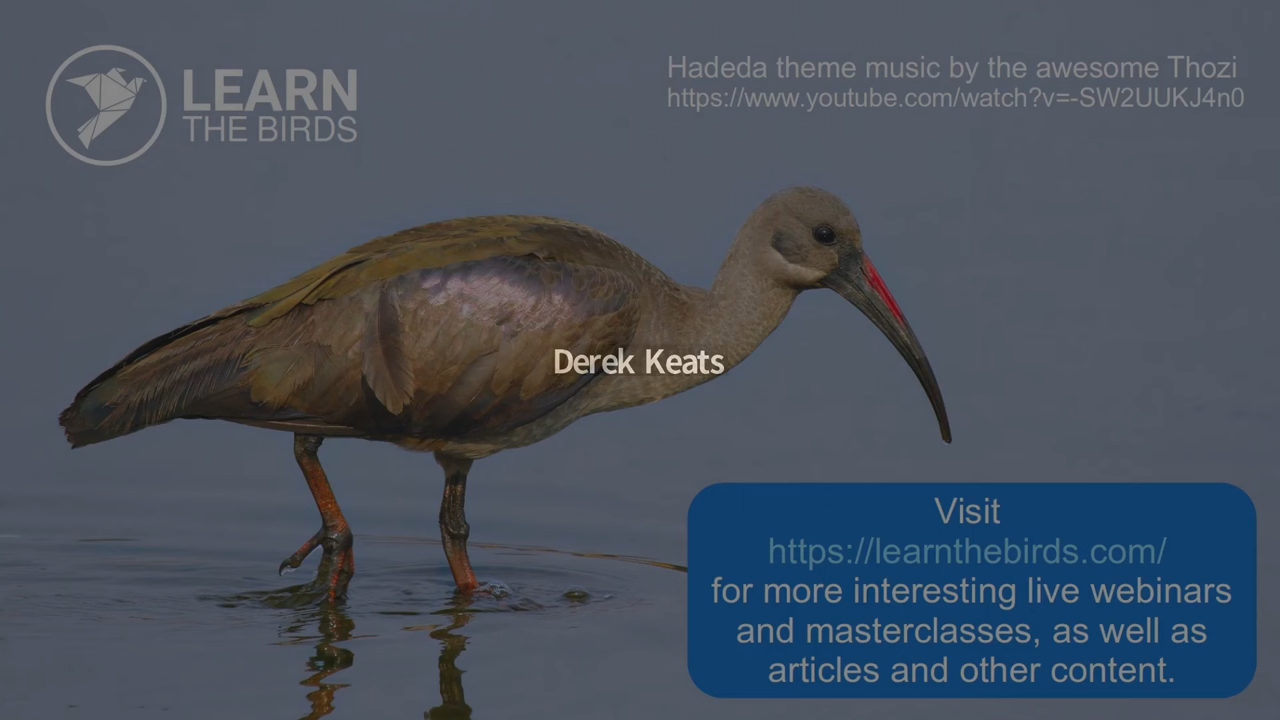 LEARN
THE BIRDS
Hadeda theme music by the awesome Thozi
https://www.youtube.com/watch?v=-SW2UUKJ4n0
Derek Keats
Visit
https://learnthebirds.com/
for more interesting live webinars
and masterclasses, as well as
articles and other content.